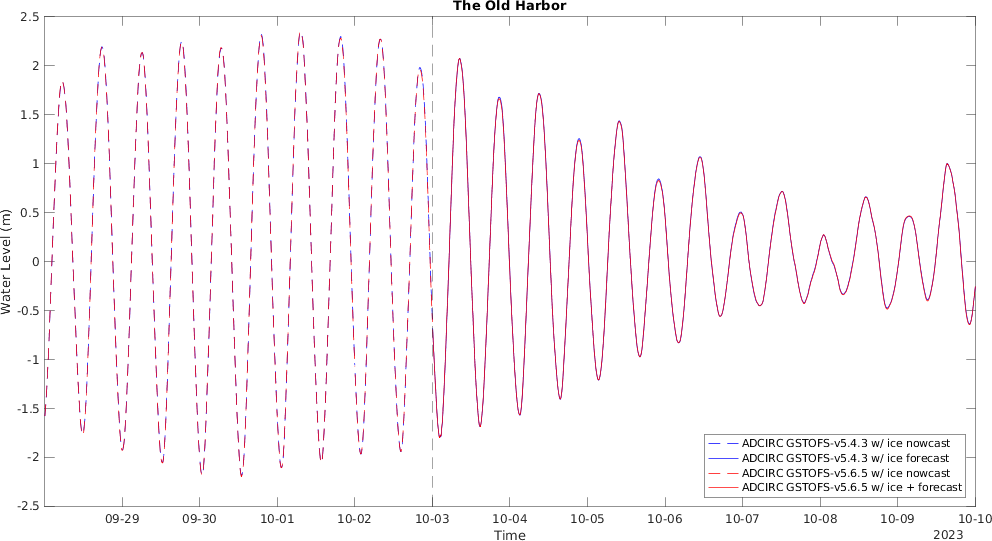 The Old Harbor
2.5
2
1.5
1
0.5
0
-0.5
-1
-1.5
-2
-2.5
Water Level (m)
09-29 09-30 10-01 10-02 10-03 10-04 10-05 10-06 10-07 10-08 10-09 10-10
Time
2023
ADCIRC GSTOFS-v5.4.3 w/ ice nowcast
ADCIRC GSTOFS-v5.4.3 w/ ice forecast
ADCIRC GSTOFS-v5.6.5 w/ ice nowcast
ADCIRC GSTOFS-v5.6.5 w/ ice + forecast